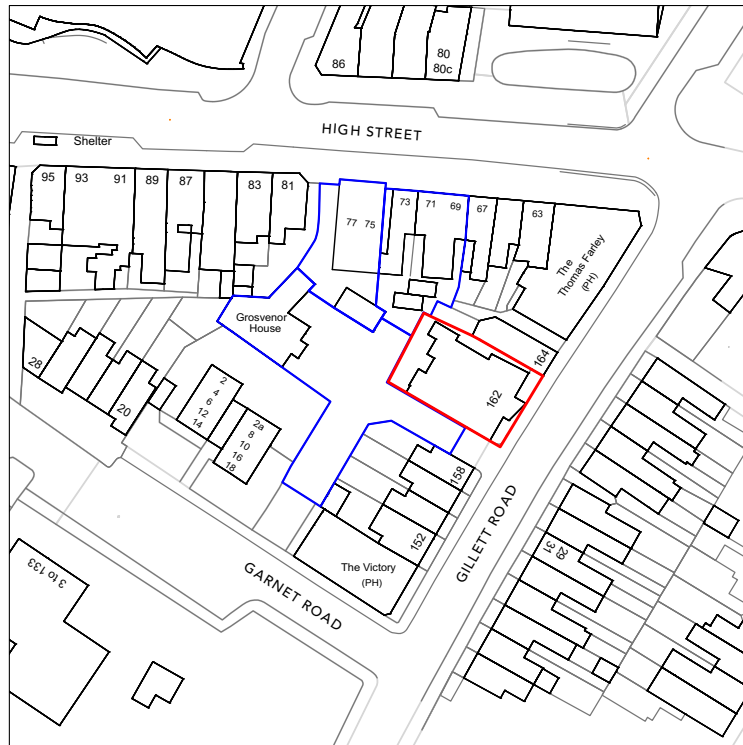 86
80
80c
HIGH STREET
Shelter
95
93
91
89
87
83
81
77
75
73
71
69
67
63
The
Thomas Farley
(PH)
Grosvenor
House
164
162
28
20
2
4
6
12
14
2a
8
10
16
18
158
152
The Victory
(PH)
GILLETT ROAD
GARNET ROAD
29
31
3 to 133